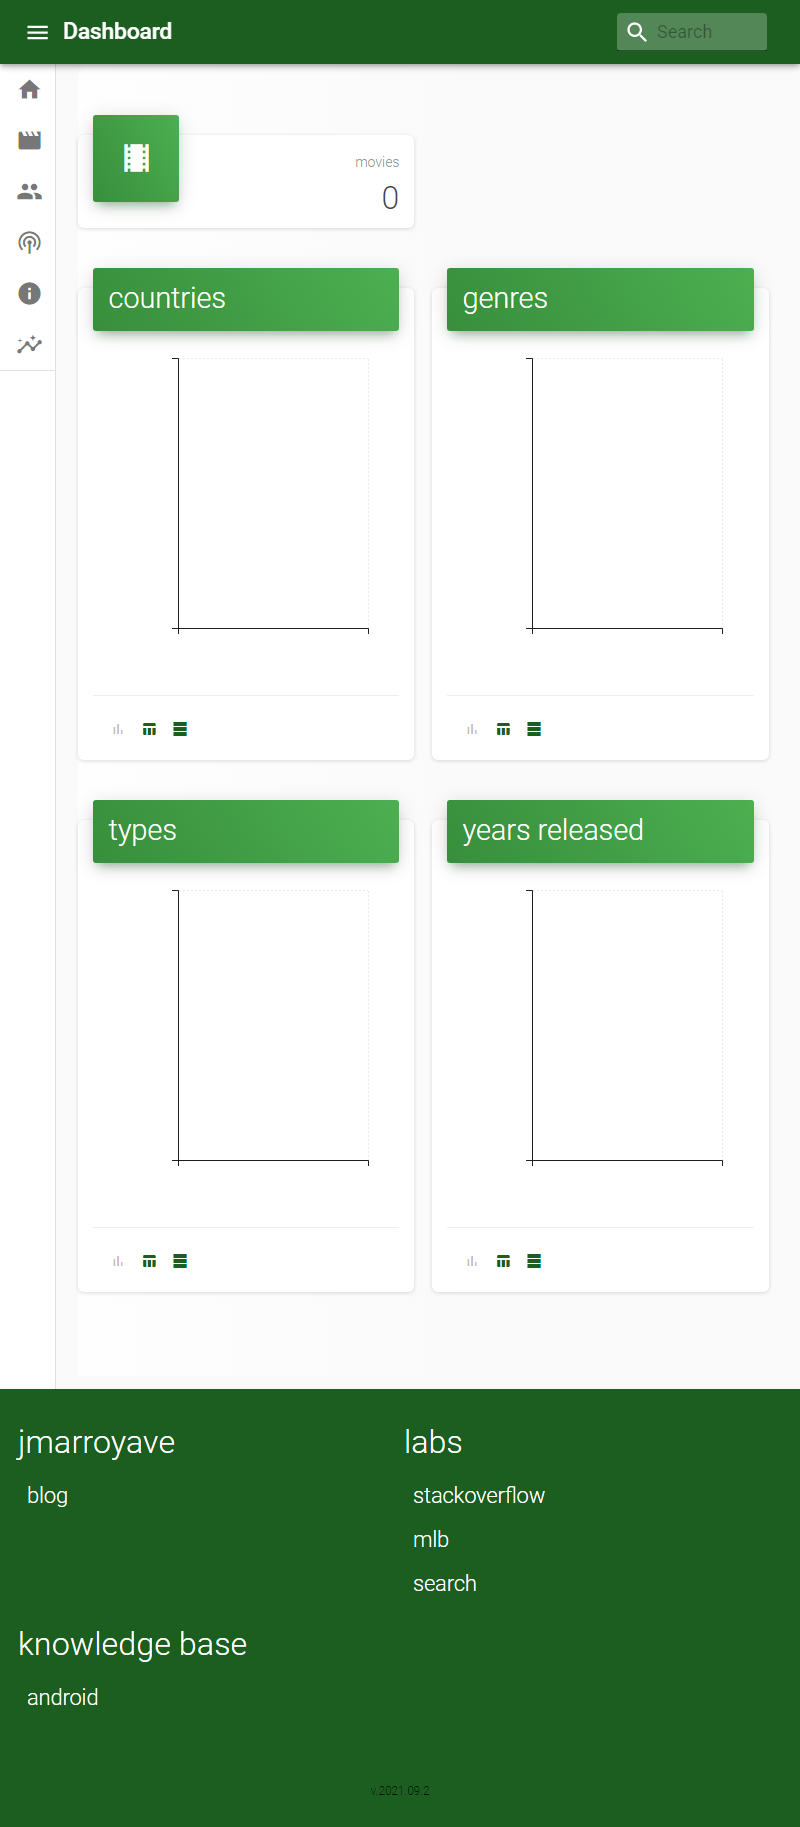 Dashboard
Search
movies
0
countries
genres
types
years released
jmarroyave
blog
labs
stackoverflow
mlb
search
knowledge base
android
v.2021.09.2